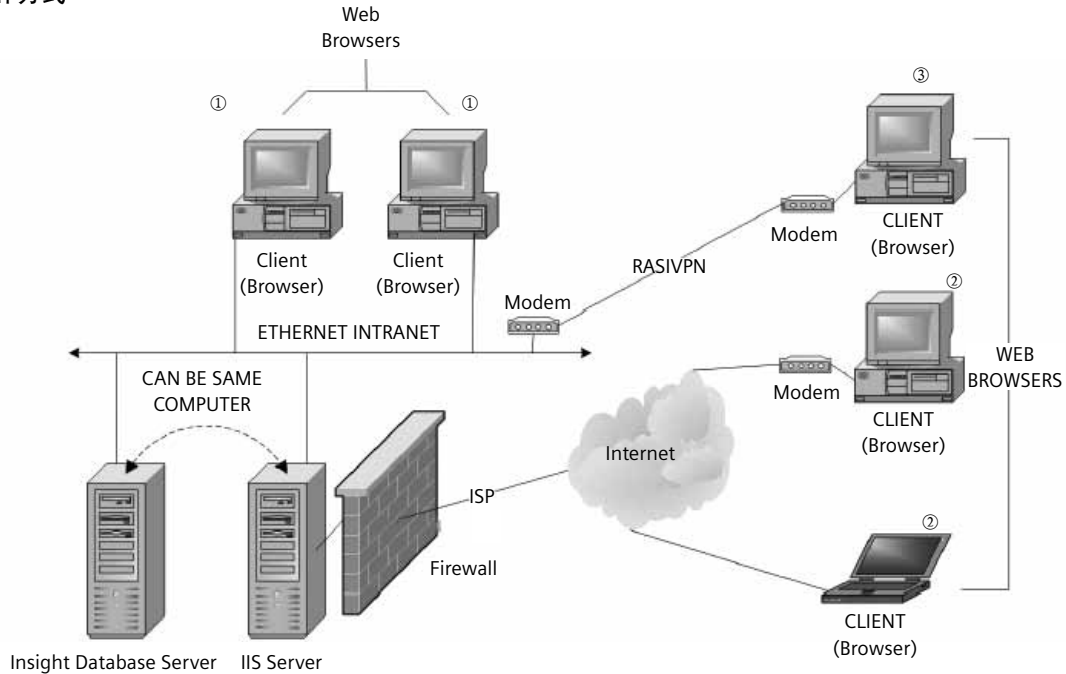 Web
Browsers
①
①
③
Client
(Browser)
Client
(Browser)
Modem
CLIENT
(Browser)
RASIVPN
Modem
②
ETHERNET INTRANET
CAN BE SAME
COMPUTER
Modem
CLIENT
(Browser)
WEB
BROWSERS
Internet
ISP
Firewall
②
CLIENT
(Browser)
Insight Database Server
IIS Server